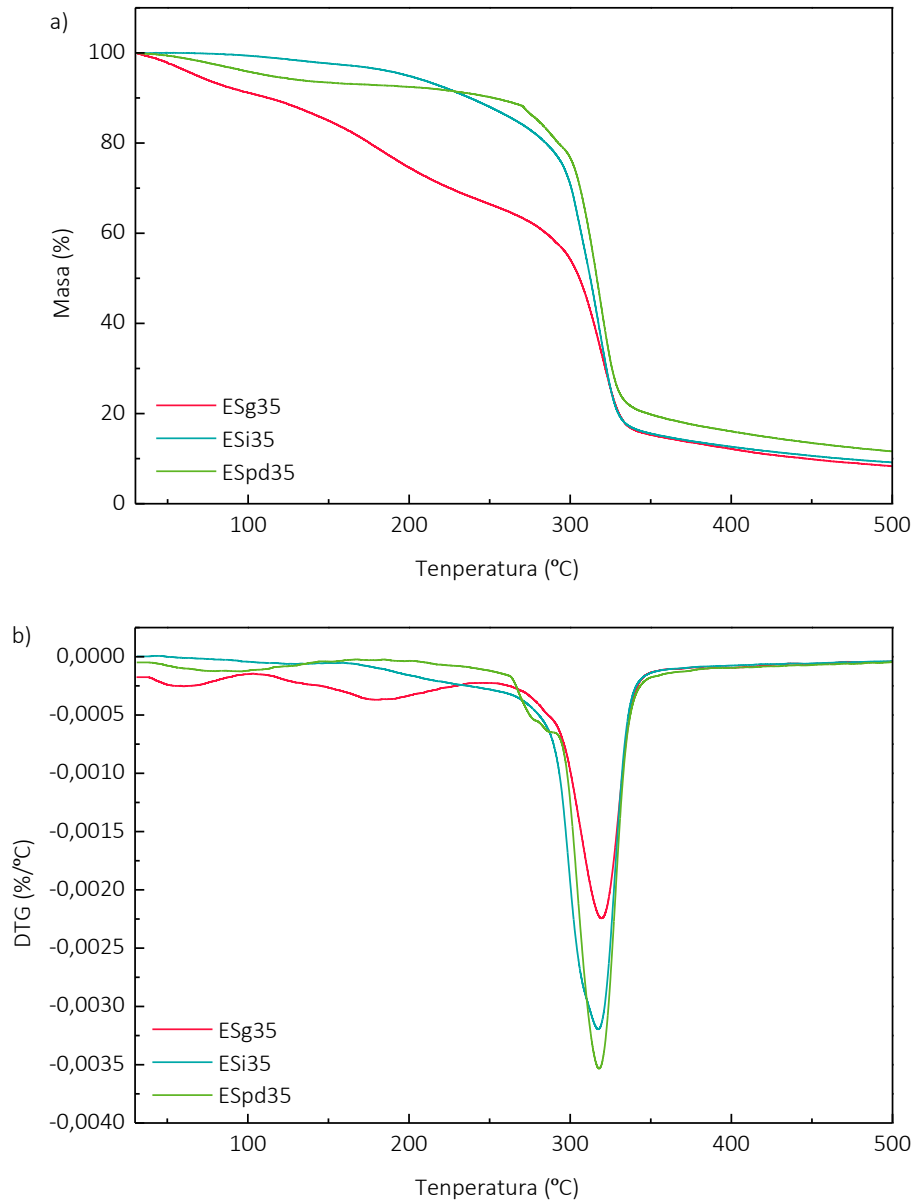 a)
100
80
60
40
20
0
Masa (%)
ESg35
ESi35
ESpd35
100
200
300
400
500
Tenperatura (ºC)
b)
0,0000
-0,0005
-0,0010
-0,0015
-0,0020
-0,0025
-0,0030
-0,0035
-0,0040
DTG (%/ºC)
ESg35
ESi35
ESpd35
100
200
300
400
500
Tenperatura (ºC)